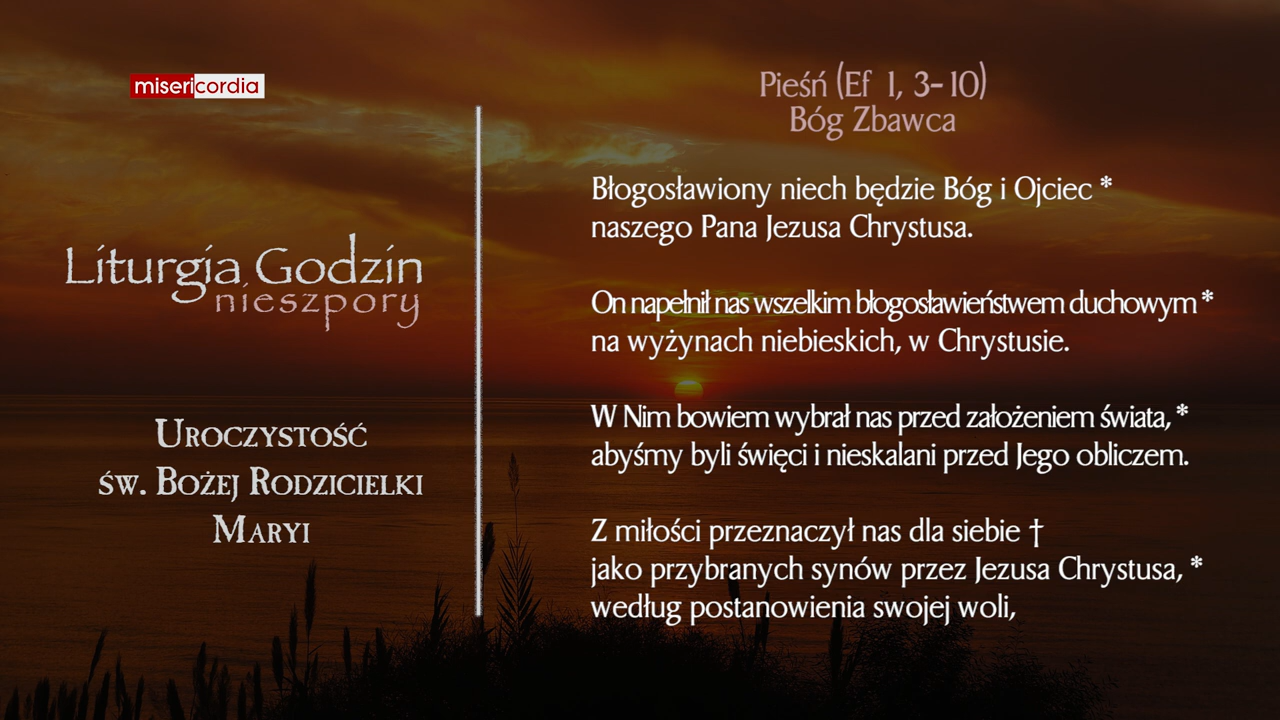 misericordia
Liturgia Godzin
nieszpory
Uroczystość
św. Bożej Rodzicielki
Maryi
Pieśń (Ef 1, 3-10)
Bóg Zbawca
Błogosławiony niech będzie Bóg i Ojciec *
naszego Pana Jezusa Chrystusa.
On napełnił nas wszelkim błogosławieństwem duchowym *
na wyżynach niebieskich, w Chrystusie.
W Nim bowiem wybrał nas przed założeniem świata, *
abyśmy byli święci i nieskalani przed Jego obliczem.
Z miłości przeznaczył nas dla siebie †
jako przybranych synów przez Jezusa Chrystusa, *
według postanowienia swojej woli,